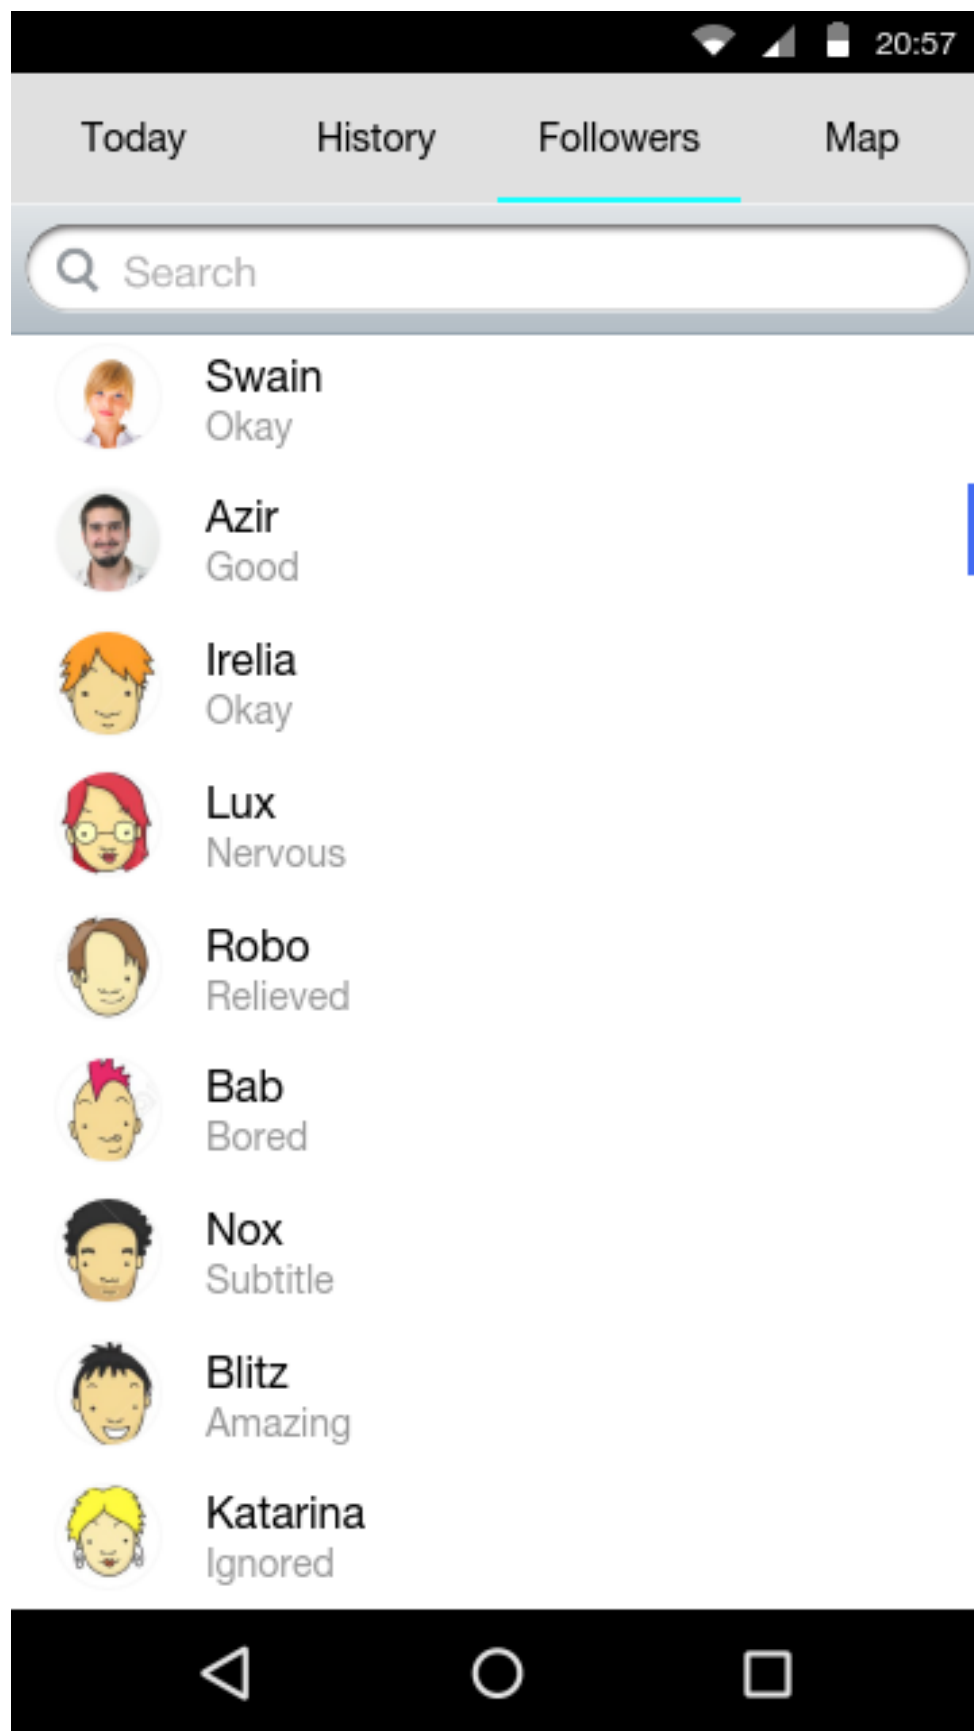 20:57
Today History Followers Map
Search
Swain
Okay
Azir
Good
Irelia
Okay
Lux
Nervous
Robo
Relieved
Bab
Bored
Nox
Subtitle
Blitz
Amazing
Katarina
Ignored